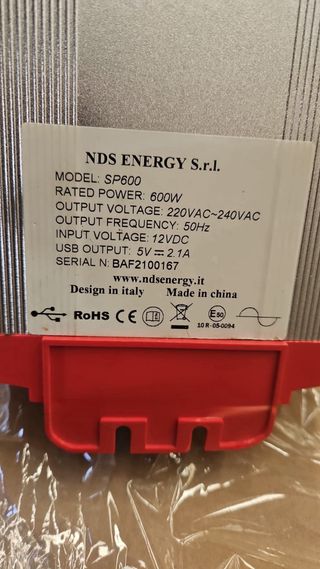 NDS ENERGY S.r.l.
MODEL: SP600
RATED POWER: 600W
OUTPUT VOLTAGE: 220VAC~240VAC
OUTPUT FREQUENCY: 50Hz
INPUT VOLTAGE: 12VDC
USB OUTPUT: 5V⎓2.1A
SERIAL N: BAF2100167
www.ndsenergy.it
Design in italy Made in china
RoHS CE E50
10 R-05-0094